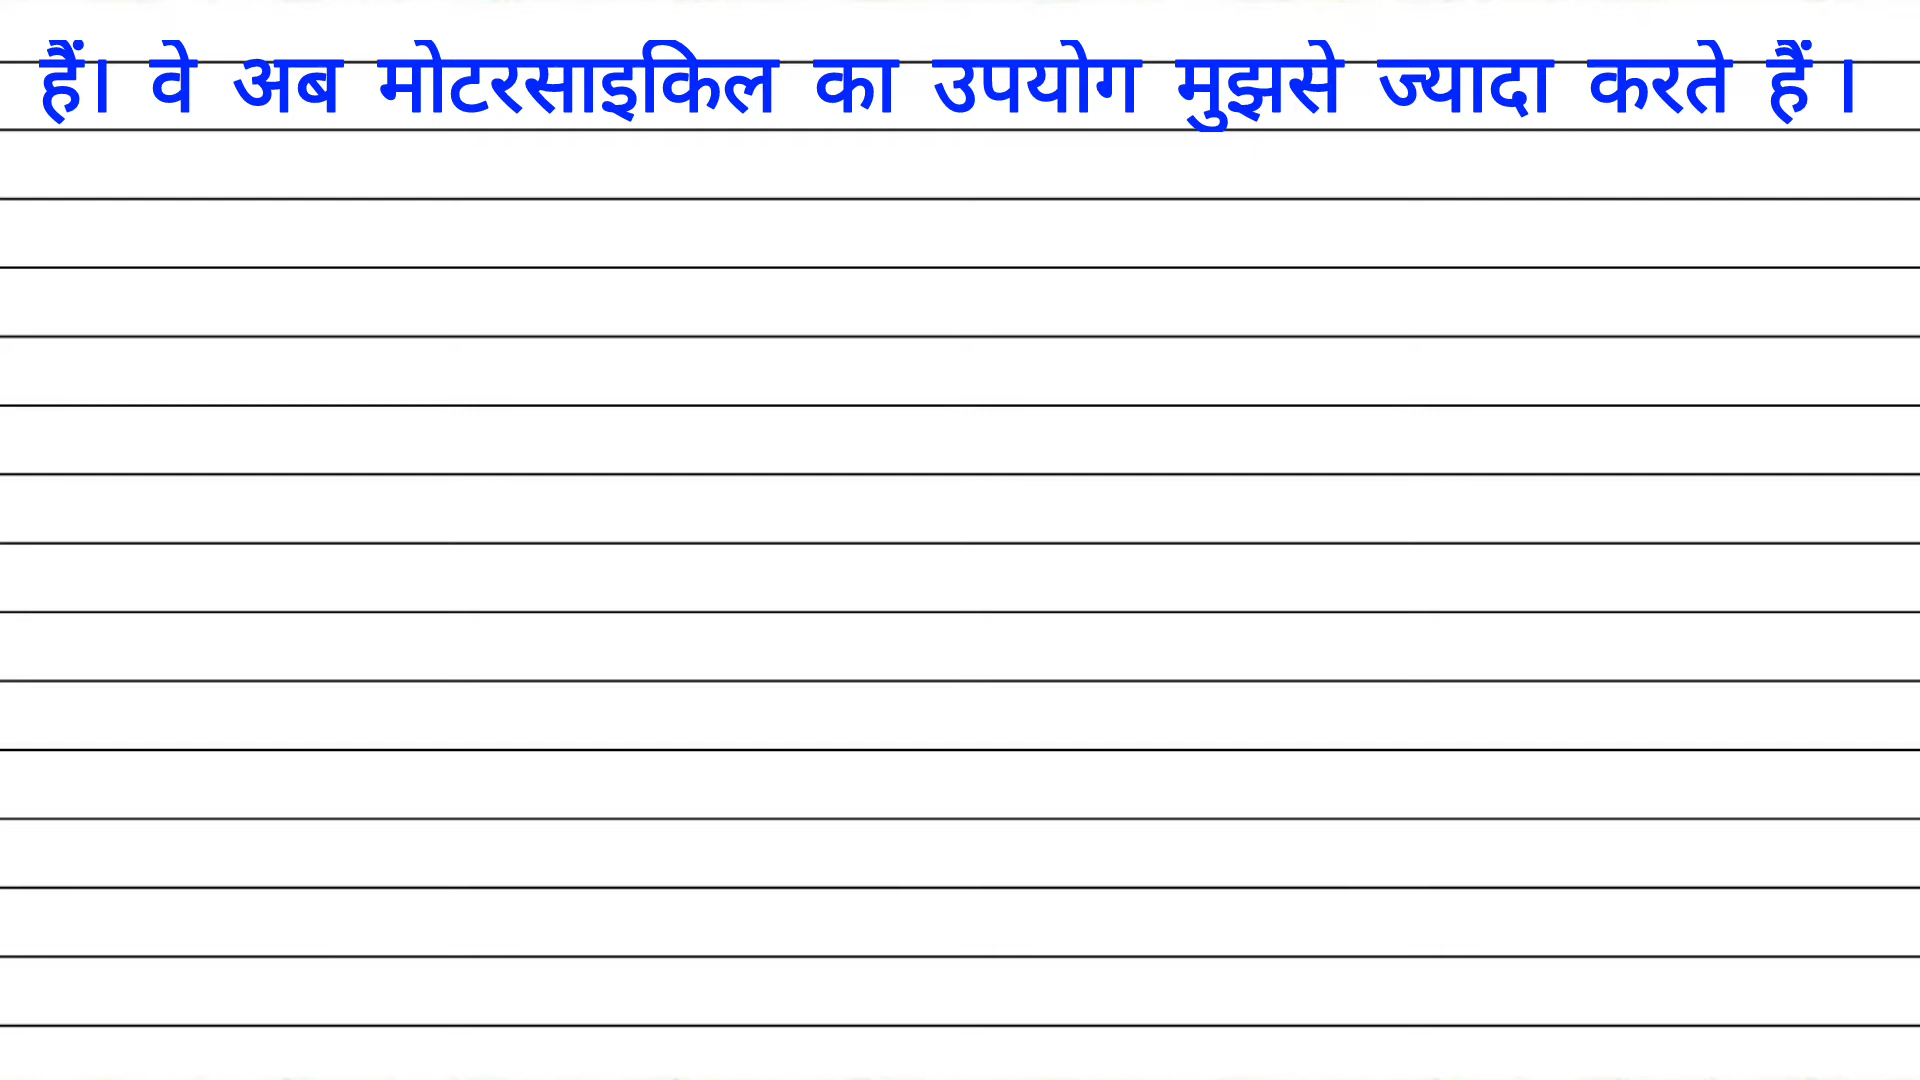 हैं। वे अब मोटरसाइकिल का उपयोग मुझसे ज्यादा करते हैं ।